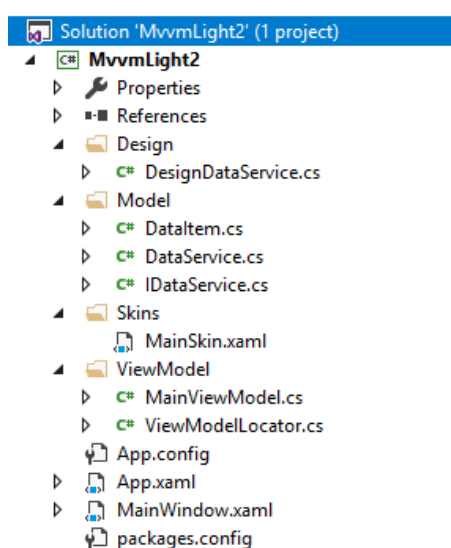 Solution 'MvvmLight2' (1 project)
C# MvvmLight2
Properties
References
Design
C# DesignDataService.cs
Model
C# DataItem.cs
C# DataService.cs
C# IDataService.cs
Skins
MainSkin.xaml
ViewModel
C# MainViewModel.cs
C# ViewModelLocator.cs
App.config
App.xaml
MainWindow.xaml
packages.config